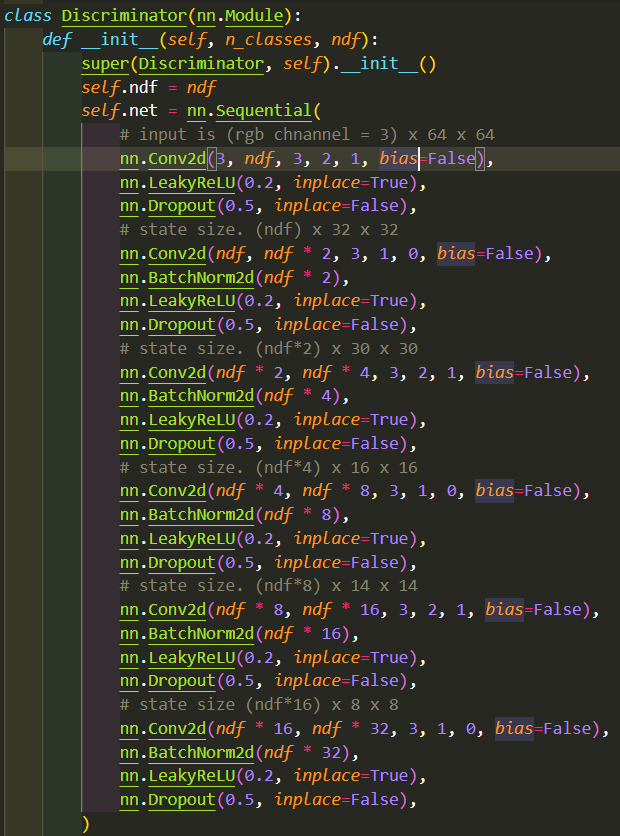 class Discriminator(nn.Module):
    def __init__(self, n_classes, ndf):
        super(Discriminator, self).__init__()
        self.ndf = ndf
        self.net = nn.Sequential(
            # input is (rgb chnannel = 3) x 64 x 64
            nn.Conv2d(3, ndf, 3, 2, 1, bias=False),
            nn.LeakyReLU(0.2, inplace=True),
            nn.Dropout(0.5, inplace=False),
            # state size. (ndf) x 32 x 32
            nn.Conv2d(ndf, ndf * 2, 3, 1, 0, bias=False),
            nn.BatchNorm2d(ndf * 2),
            nn.LeakyReLU(0.2, inplace=True),
            nn.Dropout(0.5, inplace=False),
            # state size. (ndf*2) x 30 x 30
            nn.Conv2d(ndf * 2, ndf * 4, 3, 2, 1, bias=False),
            nn.BatchNorm2d(ndf * 4),
            nn.LeakyReLU(0.2, inplace=True),
            nn.Dropout(0.5, inplace=False),
            # state size. (ndf*4) x 16 x 16
            nn.Conv2d(ndf * 4, ndf * 8, 3, 1, 0, bias=False),
            nn.BatchNorm2d(ndf * 8),
            nn.LeakyReLU(0.2, inplace=True),
            nn.Dropout(0.5, inplace=False),
            # state size. (ndf*8) x 14 x 14
            nn.Conv2d(ndf * 8, ndf * 16, 3, 2, 1, bias=False),
            nn.BatchNorm2d(ndf * 16),
            nn.LeakyReLU(0.2, inplace=True),
            nn.Dropout(0.5, inplace=False),
            # state size (ndf*16) x 8 x 8
            nn.Conv2d(ndf * 16, ndf * 32, 3, 1, 0, bias=False),
            nn.BatchNorm2d(ndf * 32),
            nn.LeakyReLU(0.2, inplace=True),
            nn.Dropout(0.5, inplace=False),
        )